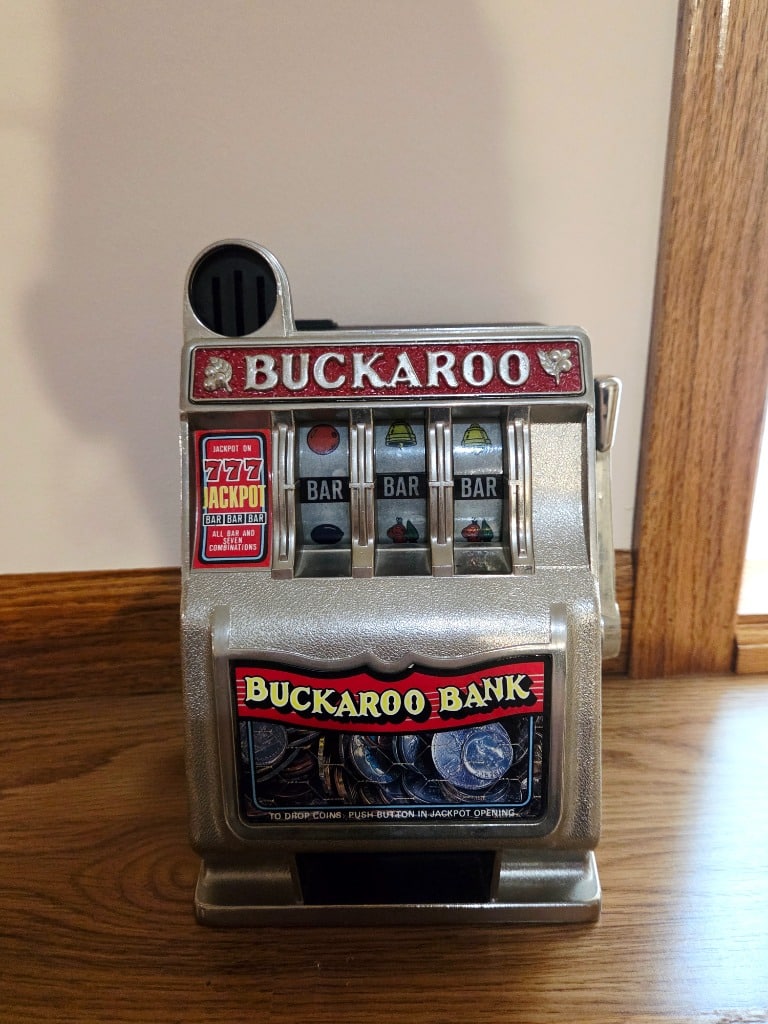 BUCKAROO
JACKPOT ON
777
JACKPOT
BAR BAR BAR
ALL BAR AND
SEVEN
COMBINATIONS
BAR BAR BAR
BUCKAROO BANK
TO DROP COINS: PUSH BUTTON IN JACKPOT OPENING.